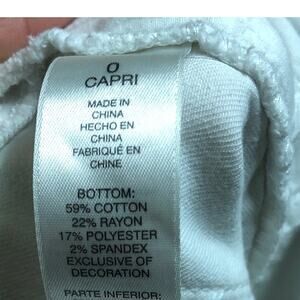 0
CAPRI
MADE IN
CHINA
HECHO EN
CHINA
FABRIQUÉ EN
CHINE
BOTTOM:
59% COTTON
22% RAYON
17% POLYESTER
2% SPANDEX
EXCLUSIVE OF
DECORATION
PARTE INFERIOR: